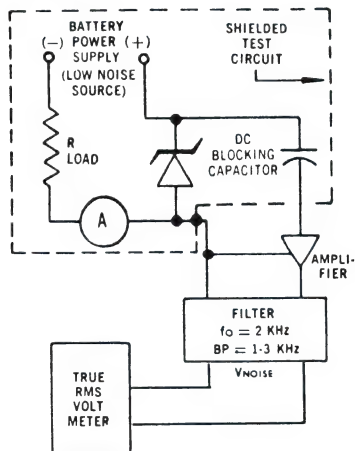 BATTERY
(-) POWER (+)
SUPPLY
(LOW NOISE
SOURCE)
SHIELDED
TEST
CIRCUIT
R
LOAD
DC
BLOCKING
CAPACITOR
A
AMPLI-
FIER
FILTER
fo = 2 KHz
BP = 1-3 KHz
VNOISE
TRUE
RMS
VOLT
METER